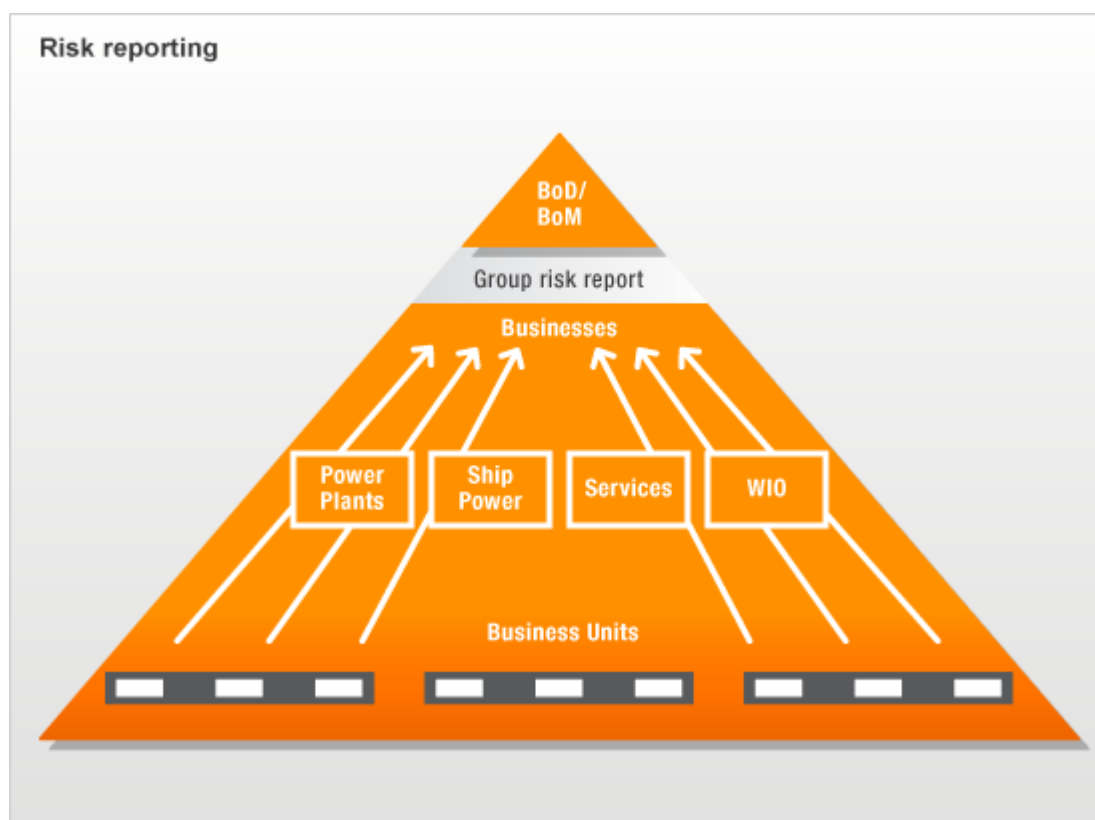 Risk reporting
BoD/
BoM
Group risk report
Businesses
Power
Plants
Ship
Power
Services
WIO
Business Units